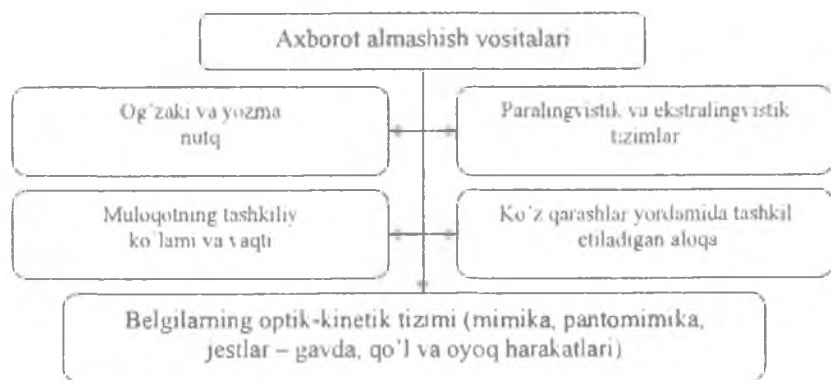 Axborot almashish vositalari
Og'zaki va yozma
nutq
Paralingvistik va ekstralingvistik
tizimlar
Muloqotning tashkiliy
ko'lami va vaqti
Ko'z qarashlar yordamida tashkil
etiladigan aloqa
Belgilarning optik-kinetik tizimi (mimika, pantomimika,
jestlar – gavda, qo'l va oyoq harakatlari)